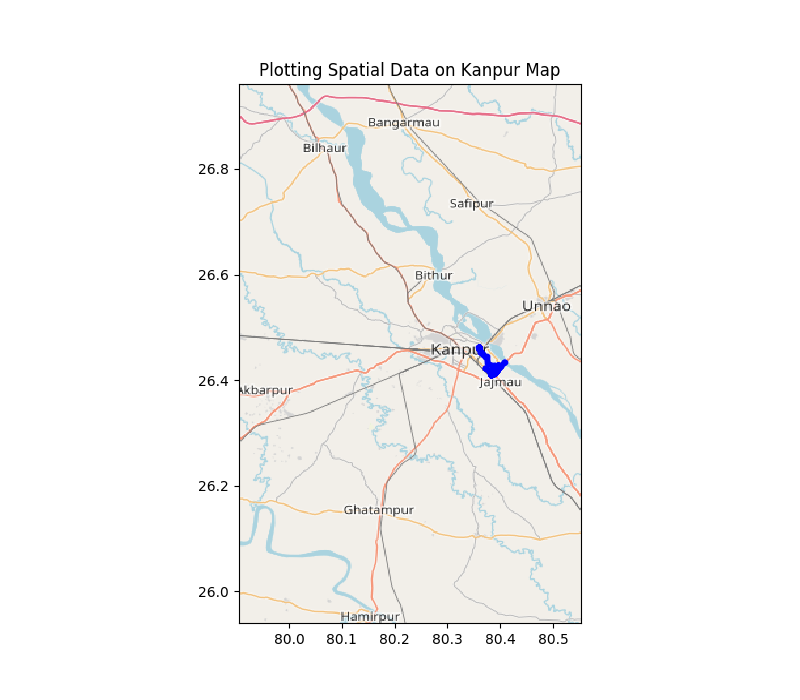 Plotting Spatial Data on Kanpur Map
Bangarmau
Bilhaur
26.8
Safipur
Bithur
26.6
Unnao
Kanpur
26.4
Jajmau
Akbarpur
26.2
Ghatampur
26.0
Hamirpur
80.0 80.1 80.2 80.3 80.4 80.5